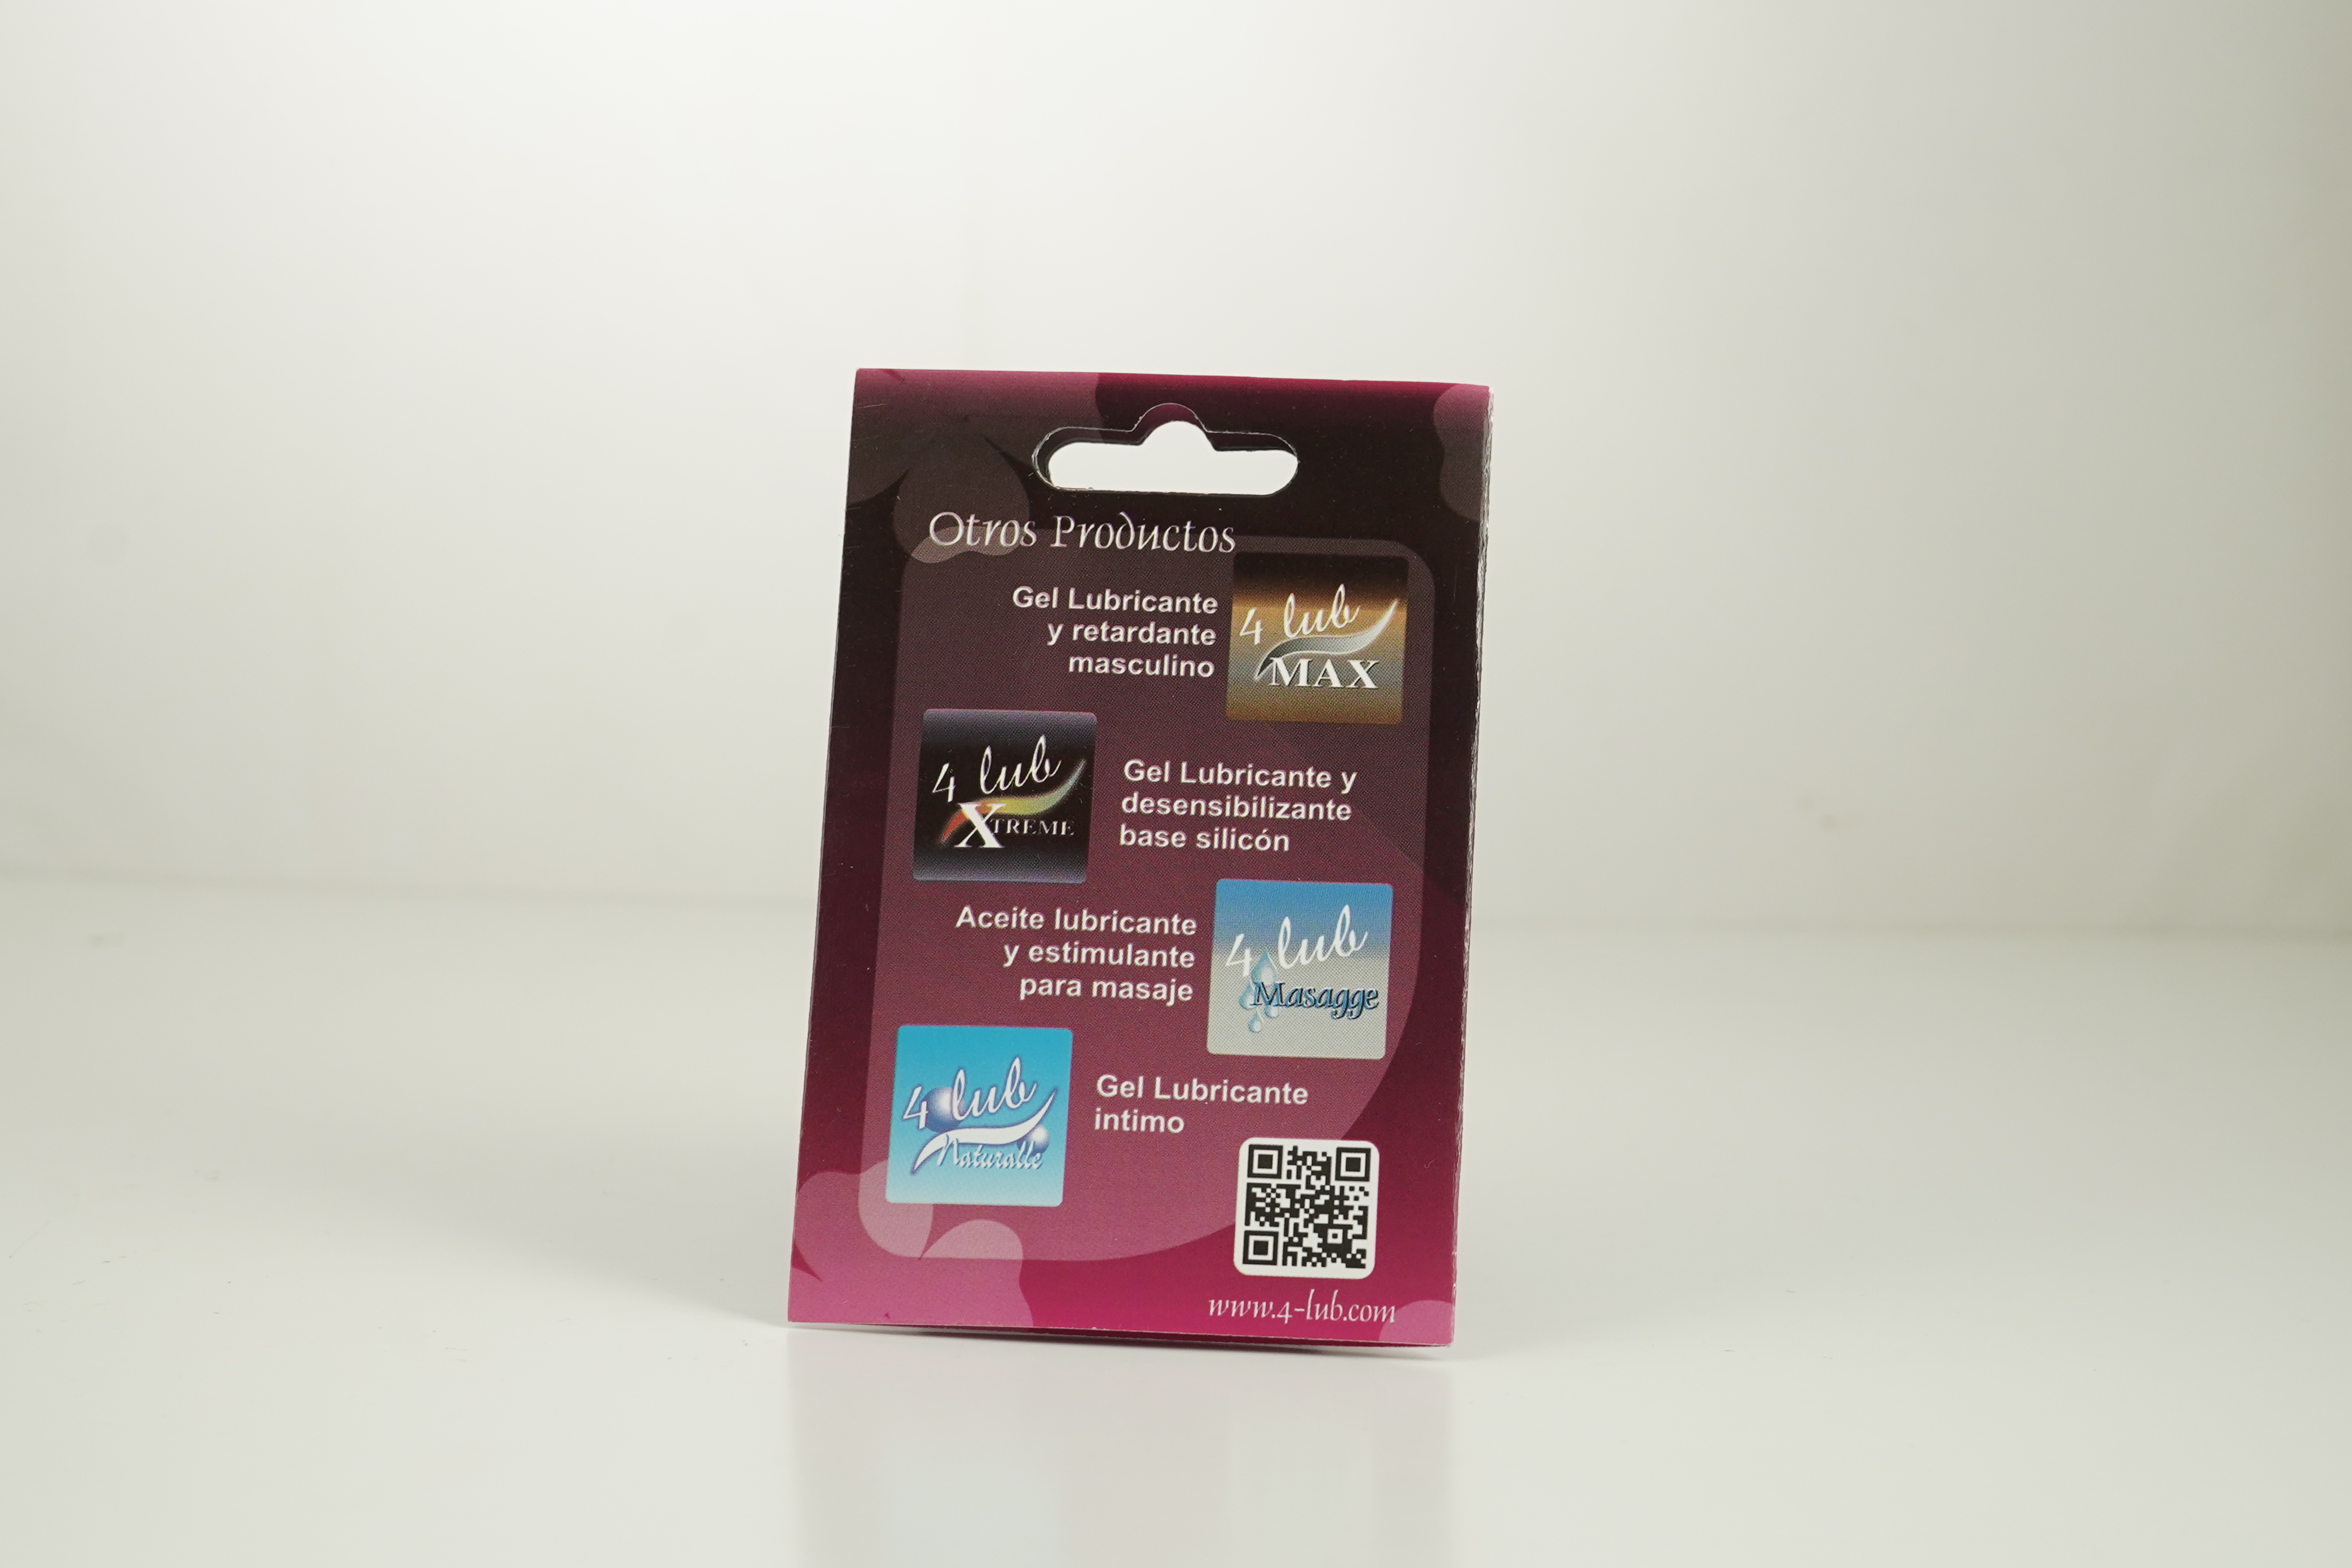 Otros Productos
Gel Lubricante
y retardante
masculino
4 lub
MAX
4 lub
XTREME
Gel Lubricante y
desensibilizante
base silicón
Aceite lubricante
y estimulante
para masaje
4 lub
Masagge
4 lub
Naturalle
Gel Lubricante
intimo
www.4-lub.com